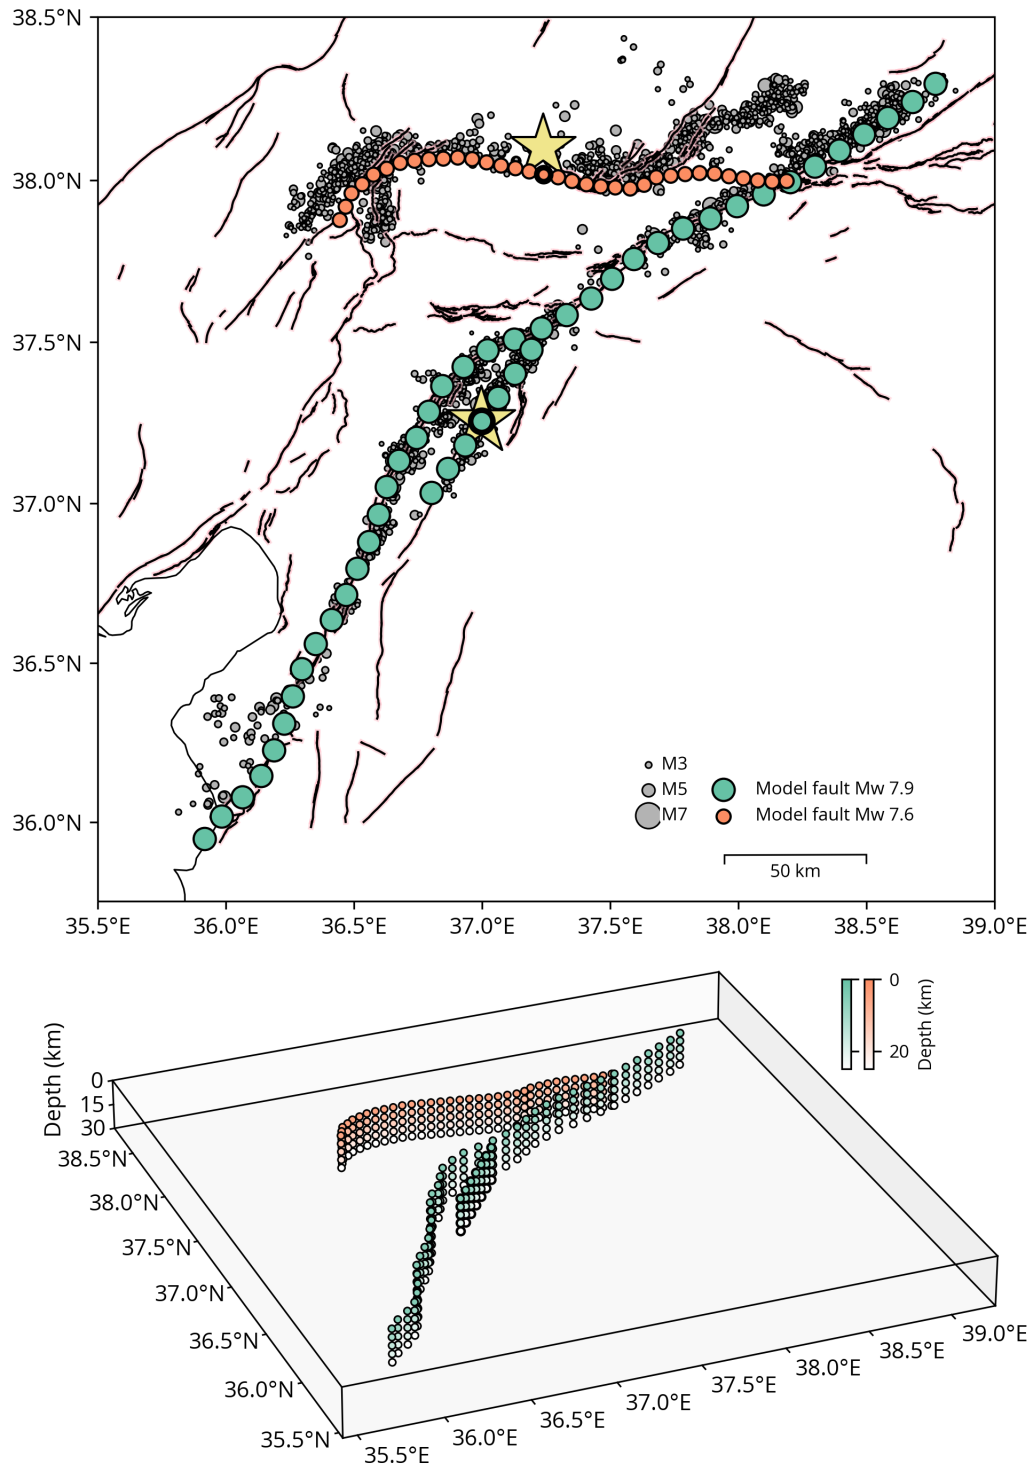 38.5°N
38.0°N
37.5°N
37.0°N
36.5°N
36.0°N
M3
M5
M7
Model fault Mw 7.9
Model fault Mw 7.6
50 km
35.5°E
36.0°E
36.5°E
37.0°E
37.5°E
38.0°E
38.5°E
39.0°E
Depth (km)
0
15
30
38.5°N
38.0°N
37.5°N
37.0°N
36.5°N
36.0°N
35.5°N
35.5°E
36.0°E
36.5°E
37.0°E
37.5°E
38.0°E
38.5°E
39.0°E
0
20
Depth (km)